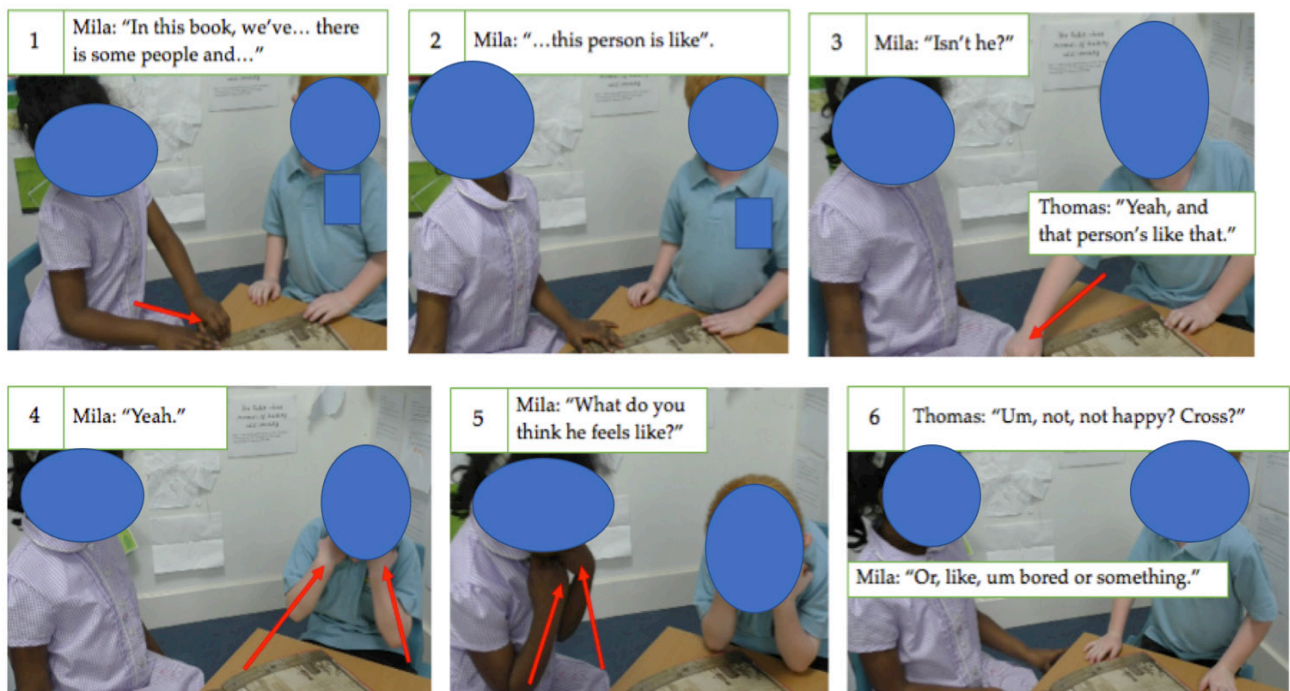 1
Mila: “In this book, we’ve… there
is some people and…”
2
Mila: “…this person is like”.
3
Mila: “Isn’t he?”
Thomas: “Yeah, and
that person’s like that.”
4
Mila: “Yeah.”
5
Mila: “What do you
think he feels like?”
6
Thomas: “Um, not, not happy? Cross?”
Mila: “Or, like, um bored or something.”